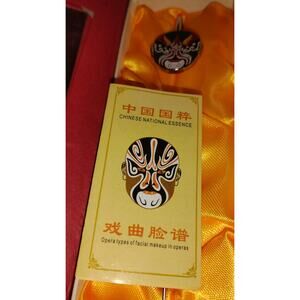 中国国粹
CHINESE NATIONAL ESSENCE
戏曲脸谱
Opera types of facial makeup in operas